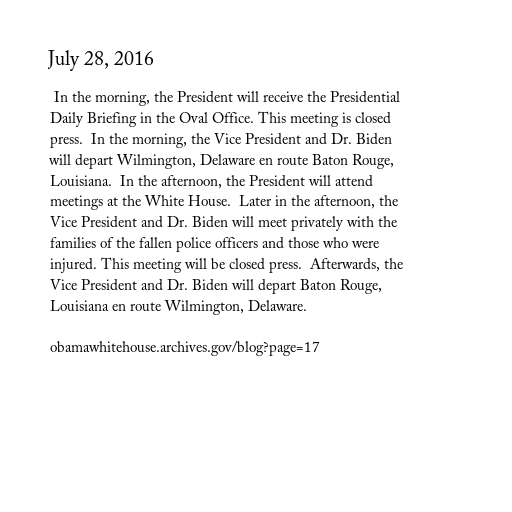 July 28, 2016
In the morning, the President will receive the Presidential
Daily Briefing in the Oval Office. This meeting is closed
press.  In the morning, the Vice President and Dr. Biden
will depart Wilmington, Delaware en route Baton Rouge,
Louisiana.  In the afternoon, the President will attend
meetings at the White House.  Later in the afternoon, the
Vice President and Dr. Biden will meet privately with the
families of the fallen police officers and those who were
injured. This meeting will be closed press.  Afterwards, the
Vice President and Dr. Biden will depart Baton Rouge,
Louisiana en route Wilmington, Delaware.
obamawhitehouse.archives.gov/blog?page=17